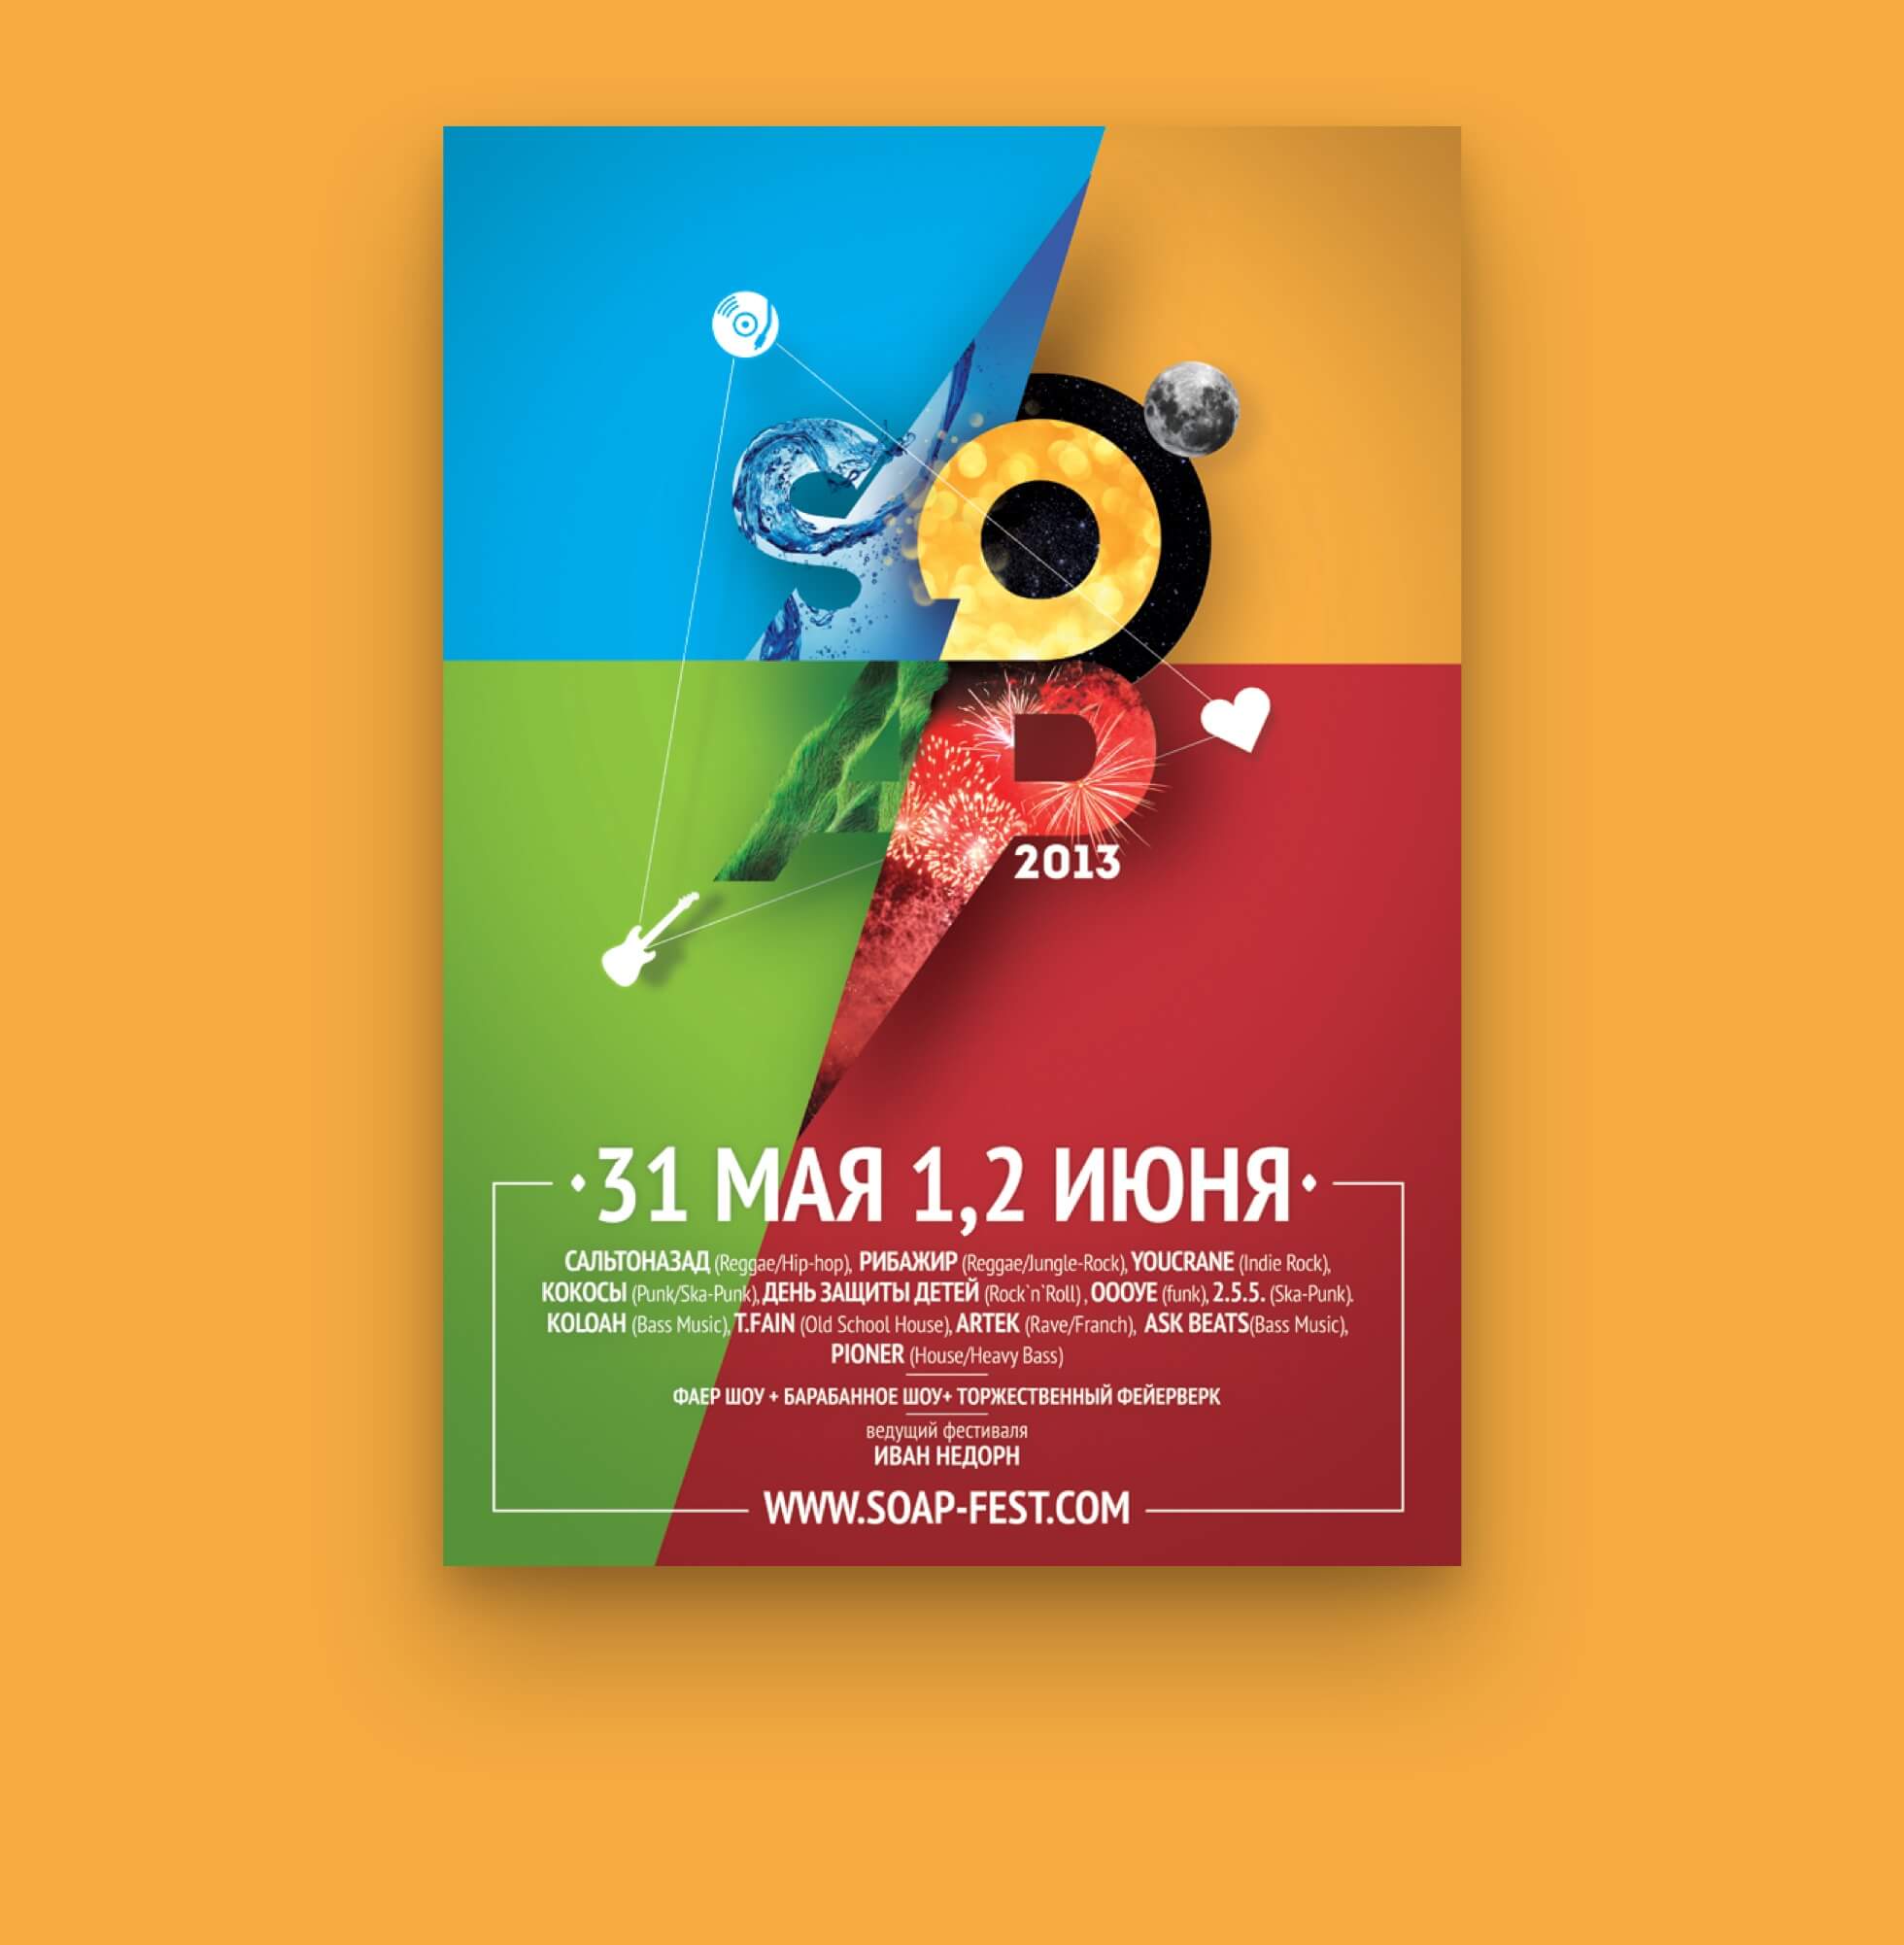 SO
AP
2013
31 МАЯ 1,2 ИЮНЯ
САЛЬТОНАЗАД (Reggae/Hip-hop), РИБАЖИР (Reggae/Jungle-Rock), YOUCRANE (Indie Rock),
КОКОСЫ (Punk/Ska-Punk), ДЕНЬ ЗАЩИТЫ ДЕТЕЙ (Rock`n`Roll) , ОООУЕ (funk), 2.5.5. (Ska-Punk).
KOLOAH (Bass Music), T.FAIN (Old School House), ARTEK (Rave/Franch), ASK BEATS(Bass Music),
PIONER (House/Heavy Bass)
ФАЕР ШОУ + БАРАБАННОЕ ШОУ+ ТОРЖЕСТВЕННЫЙ ФЕЙЕРВЕРК
ведущий фестиваля
ИВАН НЕДОРН
WWW.SOAP-FEST.COM